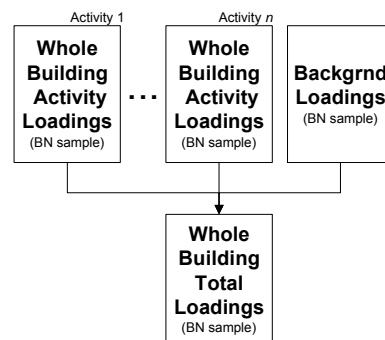 Activity 1
Activity n
Whole
Building
Activity
Loadings
(BN sample)
...
Whole
Building
Activity
Loadings
(BN sample)
Backgrnd
Loadings
(BN sample)
Whole
Building
Total
Loadings
(BN sample)